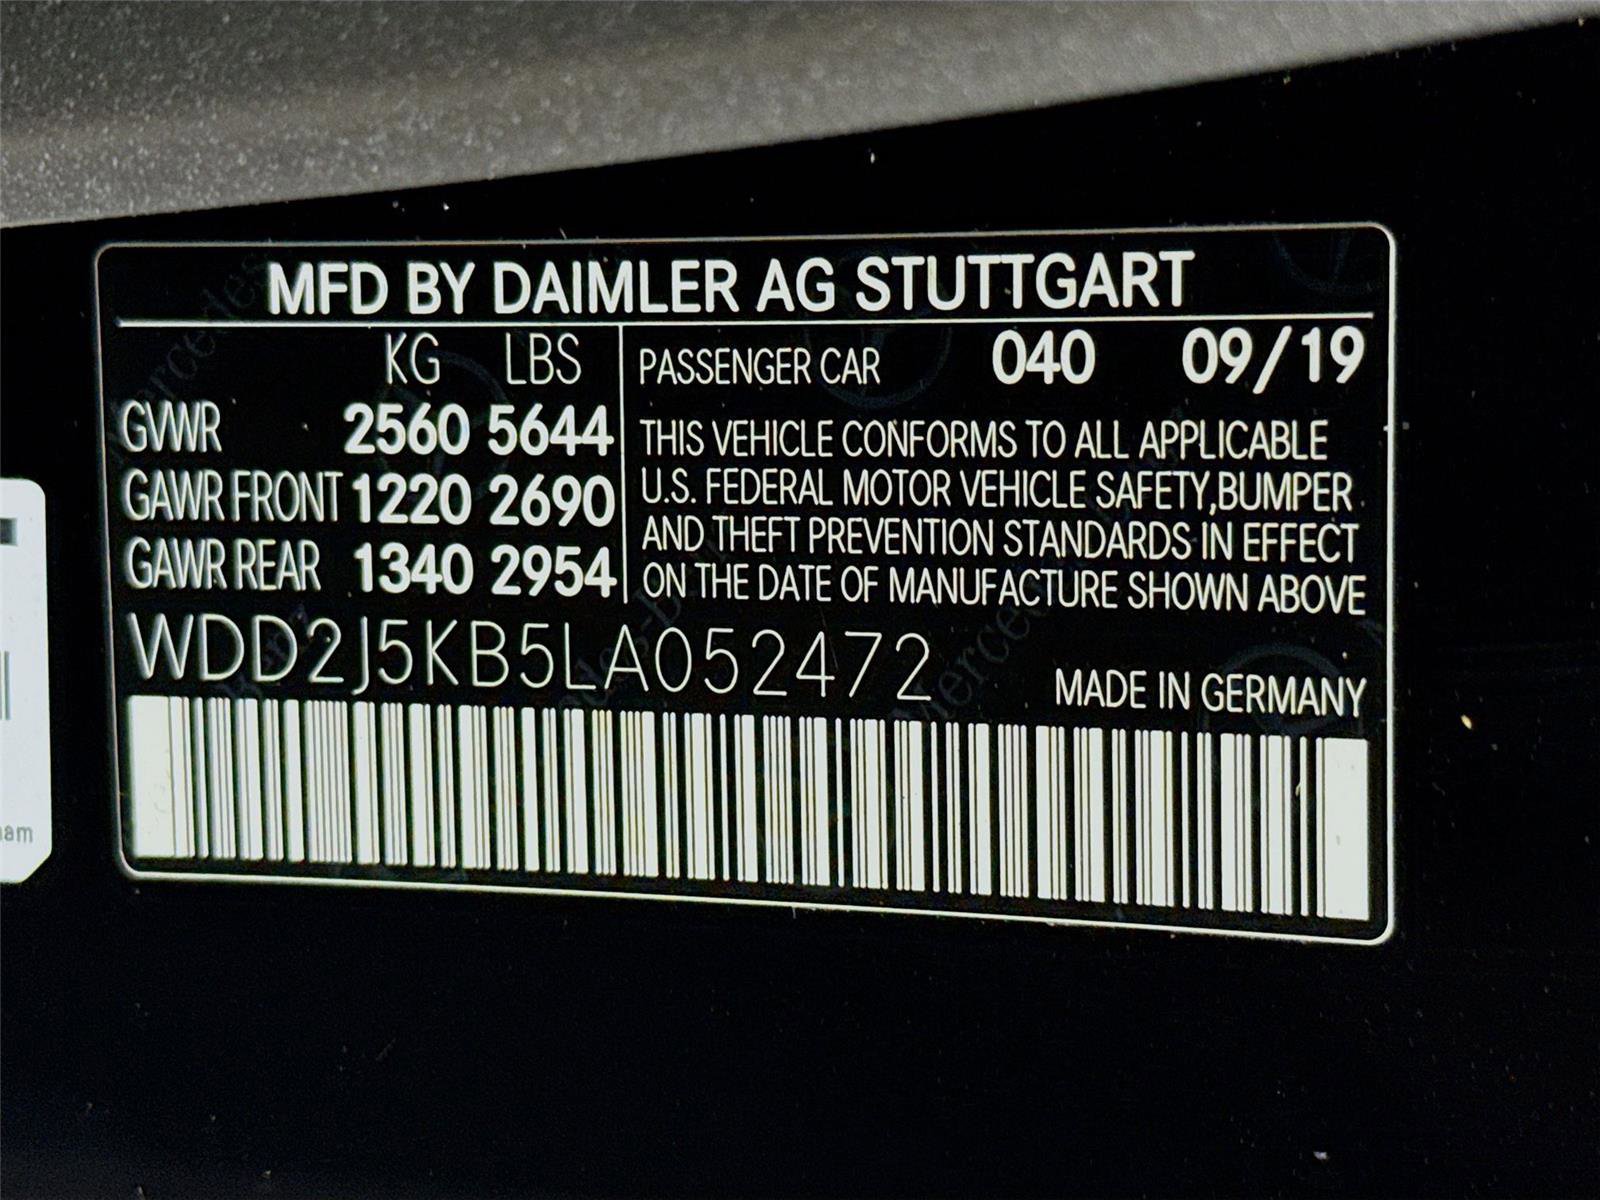 MFD BY DAIMLER AG STUTTGART
KG LBS
GVWR 2560 5644
GAWR FRONT 1220 2690
GAWR REAR 1340 2954
PASSENGER CAR 040 09/19
THIS VEHICLE CONFORMS TO ALL APPLICABLE
U.S. FEDERAL MOTOR VEHICLE SAFETY,BUMPER
AND THEFT PREVENTION STANDARDS IN EFFECT
ON THE DATE OF MANUFACTURE SHOWN ABOVE
WDD2J5KB5LA052472
MADE IN GERMANY